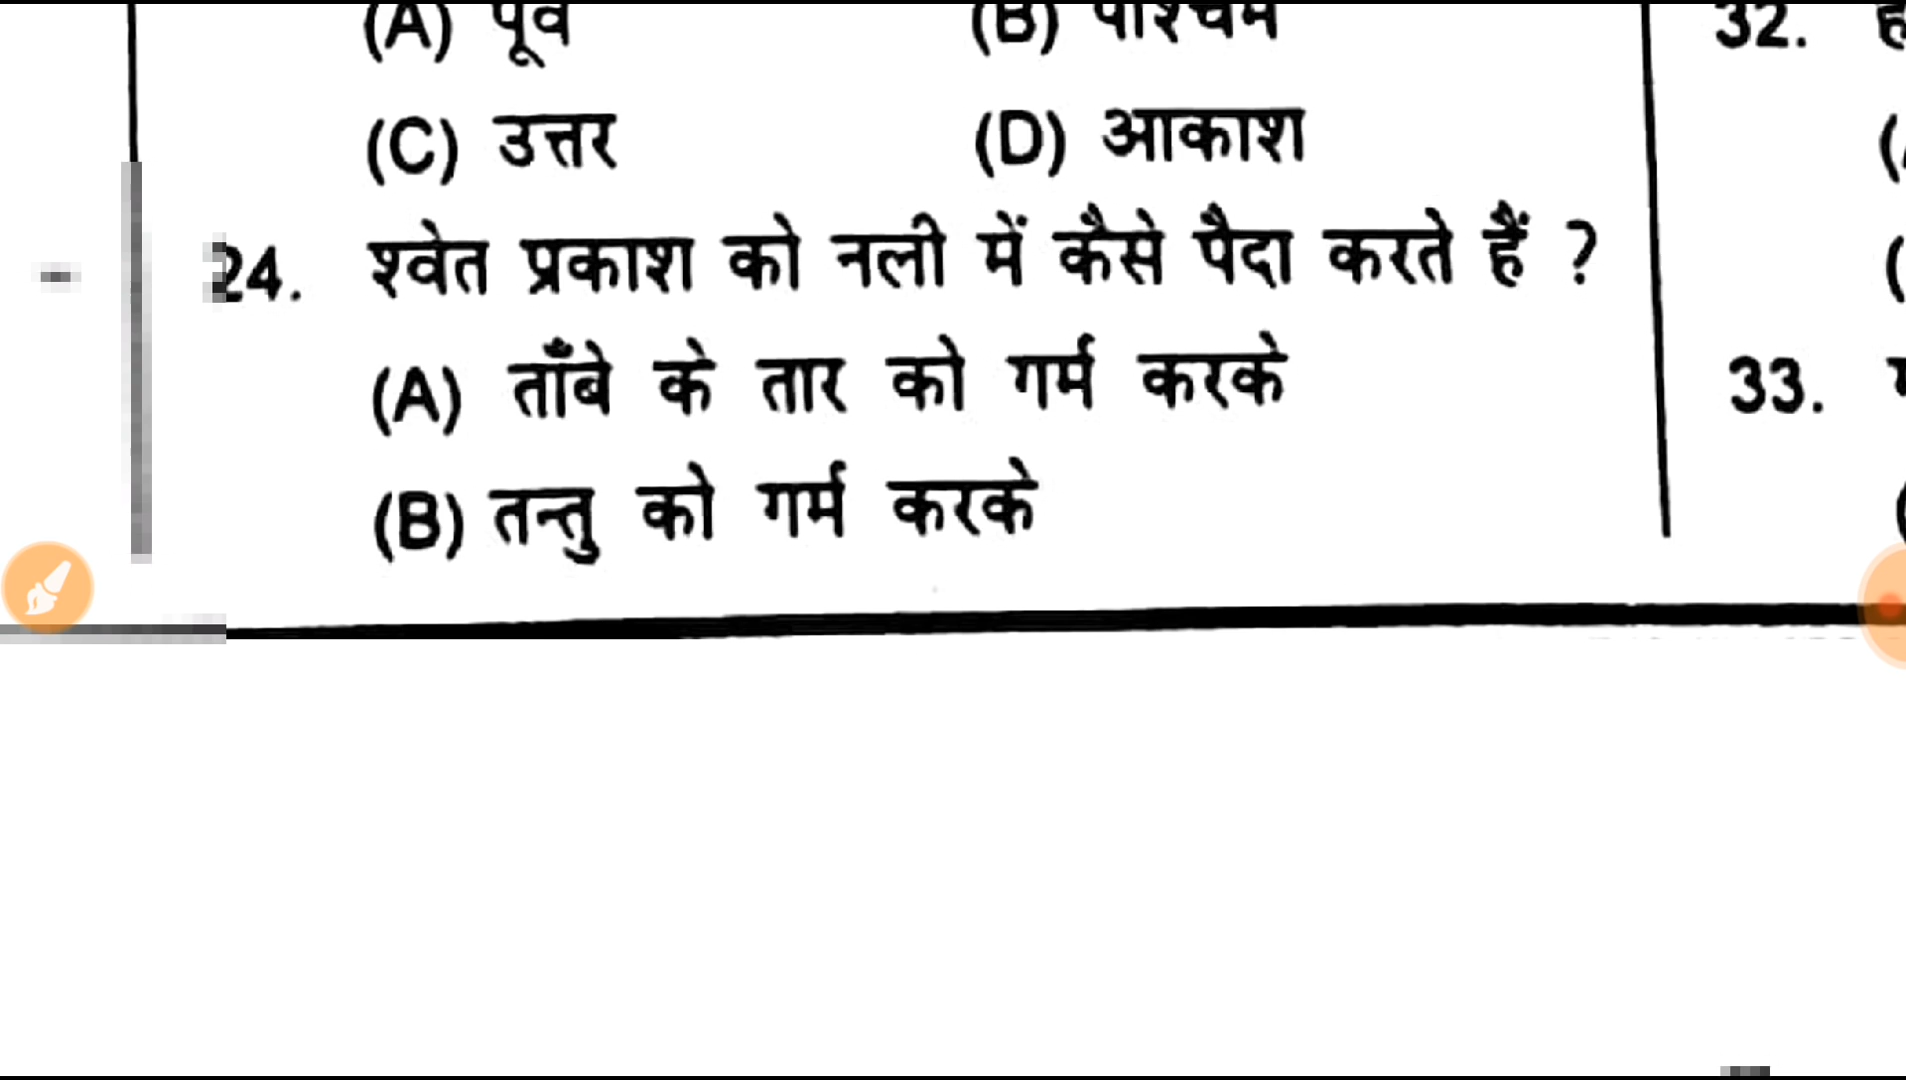 (A) पूर्व (B) पश्चिम
(C) उत्तर (D) आकाश
24. श्वेत प्रकाश को नली में कैसे पैदा करते हैं ?
(A) ताँबे के तार को गर्म करके
(B) तन्तु को गर्म करके
32.
33.